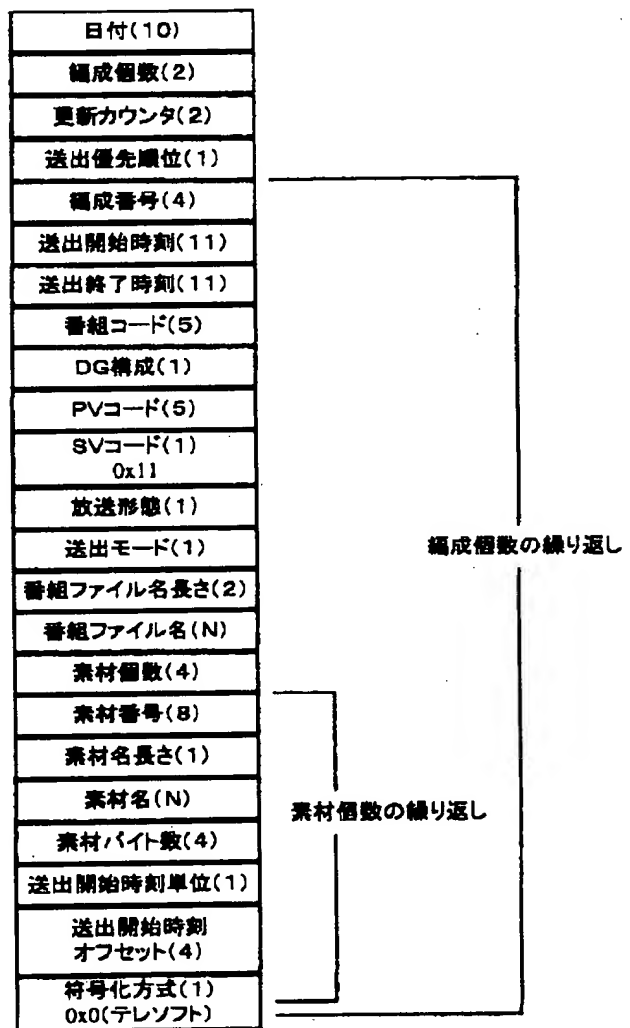 日付(10)
編成個数(2)
更新カウンタ(2)
送出優先順位(1)
編成番号(4)
送出開始時刻(11)
送出終了時刻(11)
番組コード(5)
DG構成(1)
PVコード(5)
SVコード(1)
0x11
放送形態(1)
送出モード(1)
番組ファイル名長さ(2)
番組ファイル名(N)
素材個数(4)
素材番号(8)
素材名長さ(1)
素材名(N)
素材バイト数(4)
送出開始時刻単位(1)
送出開始時刻
オフセット(4)
符号化方式(1)
0x0(テレソフト)
編成個数の繰り返し
素材個数の繰り返し